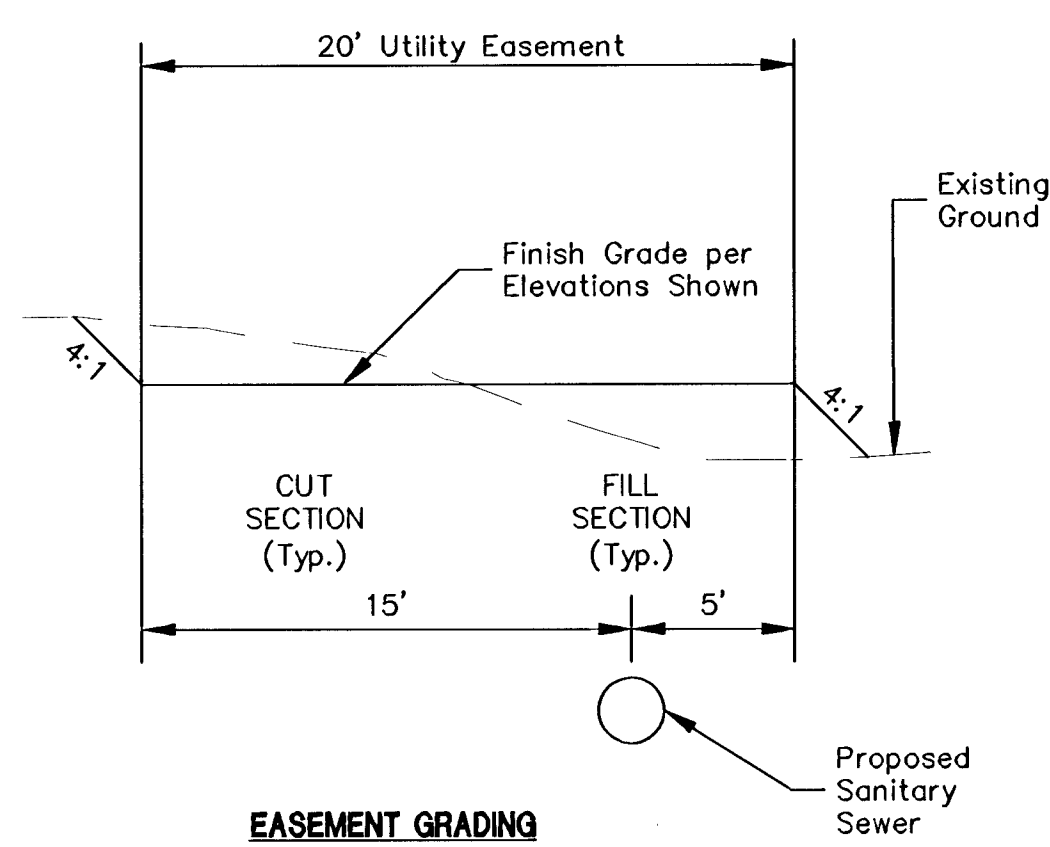 20' Utility Easement
Existing
Ground
Finish Grade per
Elevations Shown
4:1
4:1
CUT
SECTION
(Typ.)
FILL
SECTION
(Typ.)
15'
5'
Proposed
Sanitary
Sewer
EASEMENT GRADING